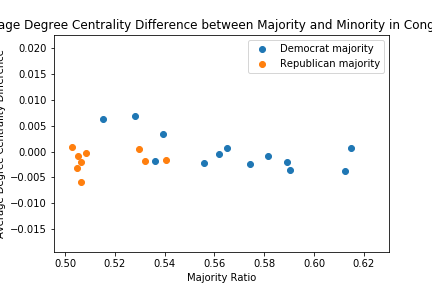 age Degree Centrality Difference between Majority and Minority in Cong
Democrat majority
Republican majority
0.020
0.015
0.010
0.005
0.000
−0.005
−0.010
−0.015
Average Degree Centrality Difference
0.50 0.52 0.54 0.56 0.58 0.60 0.62
Majority Ratio